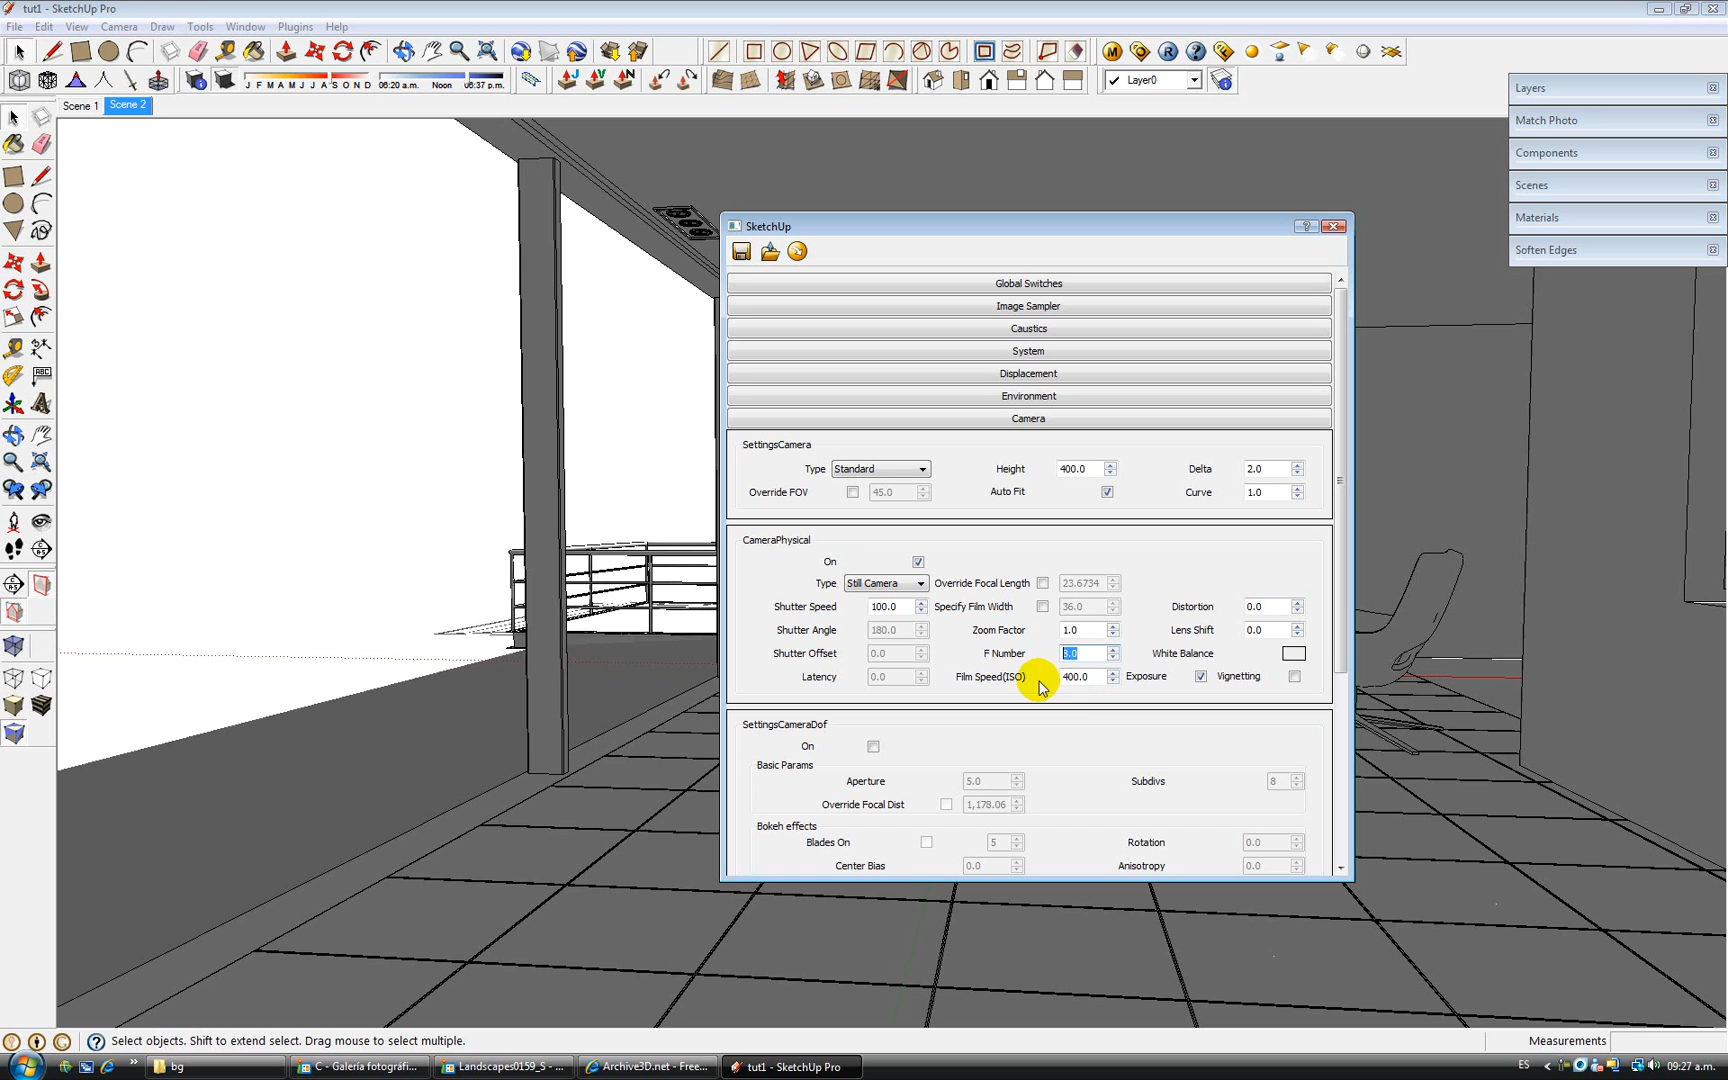 tut1 - SketchUp Pro
File Edit View Camera Draw Tools Window Plugins Help
J F M A M J J A S O N D 06:20 a.m. Noon 06:37 p.m. Layer0
Scene 1 Scene 2
Layers
Match Photo
Components
Scenes
Materials
Soften Edges
SketchUp
Global Switches
Image Sampler
Caustics
System
Displacement
Environment
Camera
SettingsCamera
Type Standard Height 400.0 Delta 2.0
Override FOV 45.0 Auto Fit Curve 1.0
CameraPhysical
On
Type Still Camera Override Focal Length 23.6734
Shutter Speed 100.0 Specify Film Width 36.0 Distortion 0.0
Shutter Angle 180.0 Zoom Factor 1.0 Lens Shift 0.0
Shutter Offset 0.0 F Number 8.0 White Balance
Latency 0.0 Film Speed(ISO) 400.0 Exposure Vignetting
SettingsCameraDof
On
Basic Params
Aperture 5.0 Subdivs 8
Override Focal Dist 1,178.06
Bokeh effects
Blades On 5 Rotation 0.0
Center Bias 0.0 Anisotropy 0.0
Select objects. Shift to extend select. Drag mouse to select multiple. Measurements
bg C - Galería fotográfi... Landscapes0159_S - ... Archive3D.net - Free... tut1 - SketchUp Pro ES 09:27 a.m.